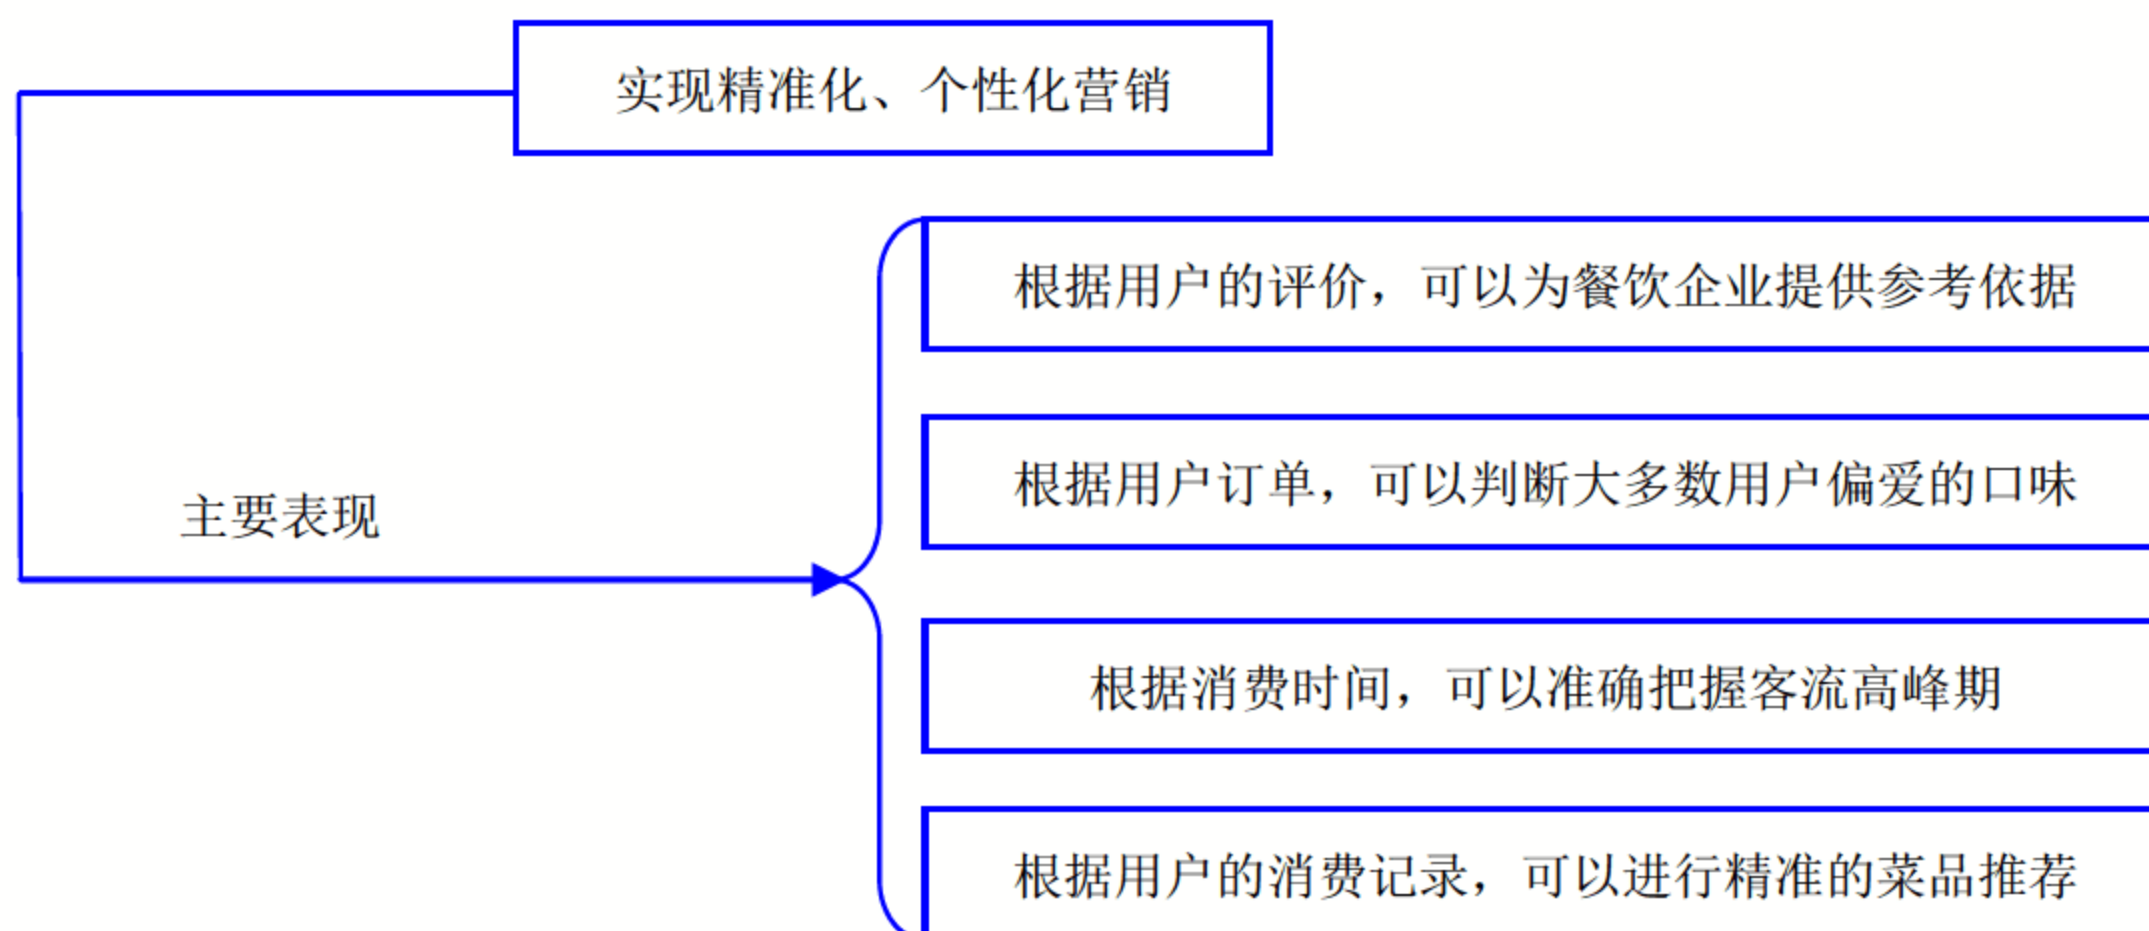 实现精准化、个性化营销
根据用户的评价，可以为餐饮企业提供参考依据
根据用户订单，可以判断大多数用户偏爱的口味
主要表现
根据消费时间，可以准确把握客流高峰期
根据用户的消费记录，可以进行精准的菜品推荐